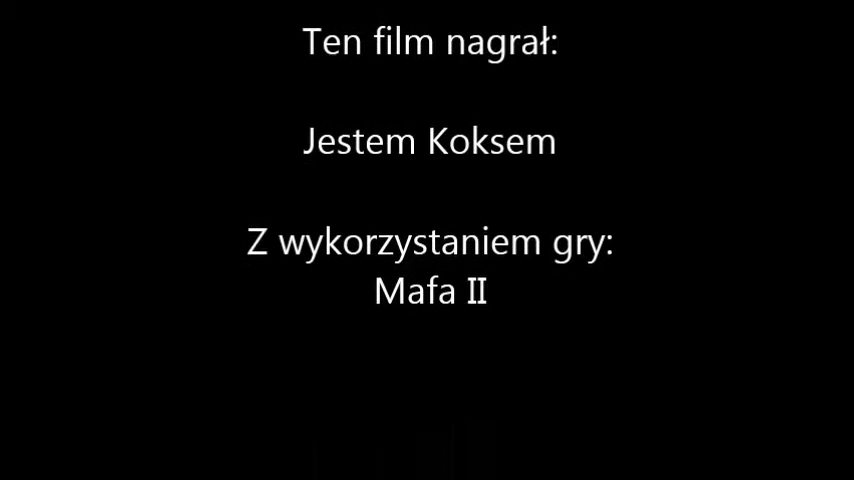 Ten film nagrał:
Jestem Koksem
Z wykorzystaniem gry:
Mafa II